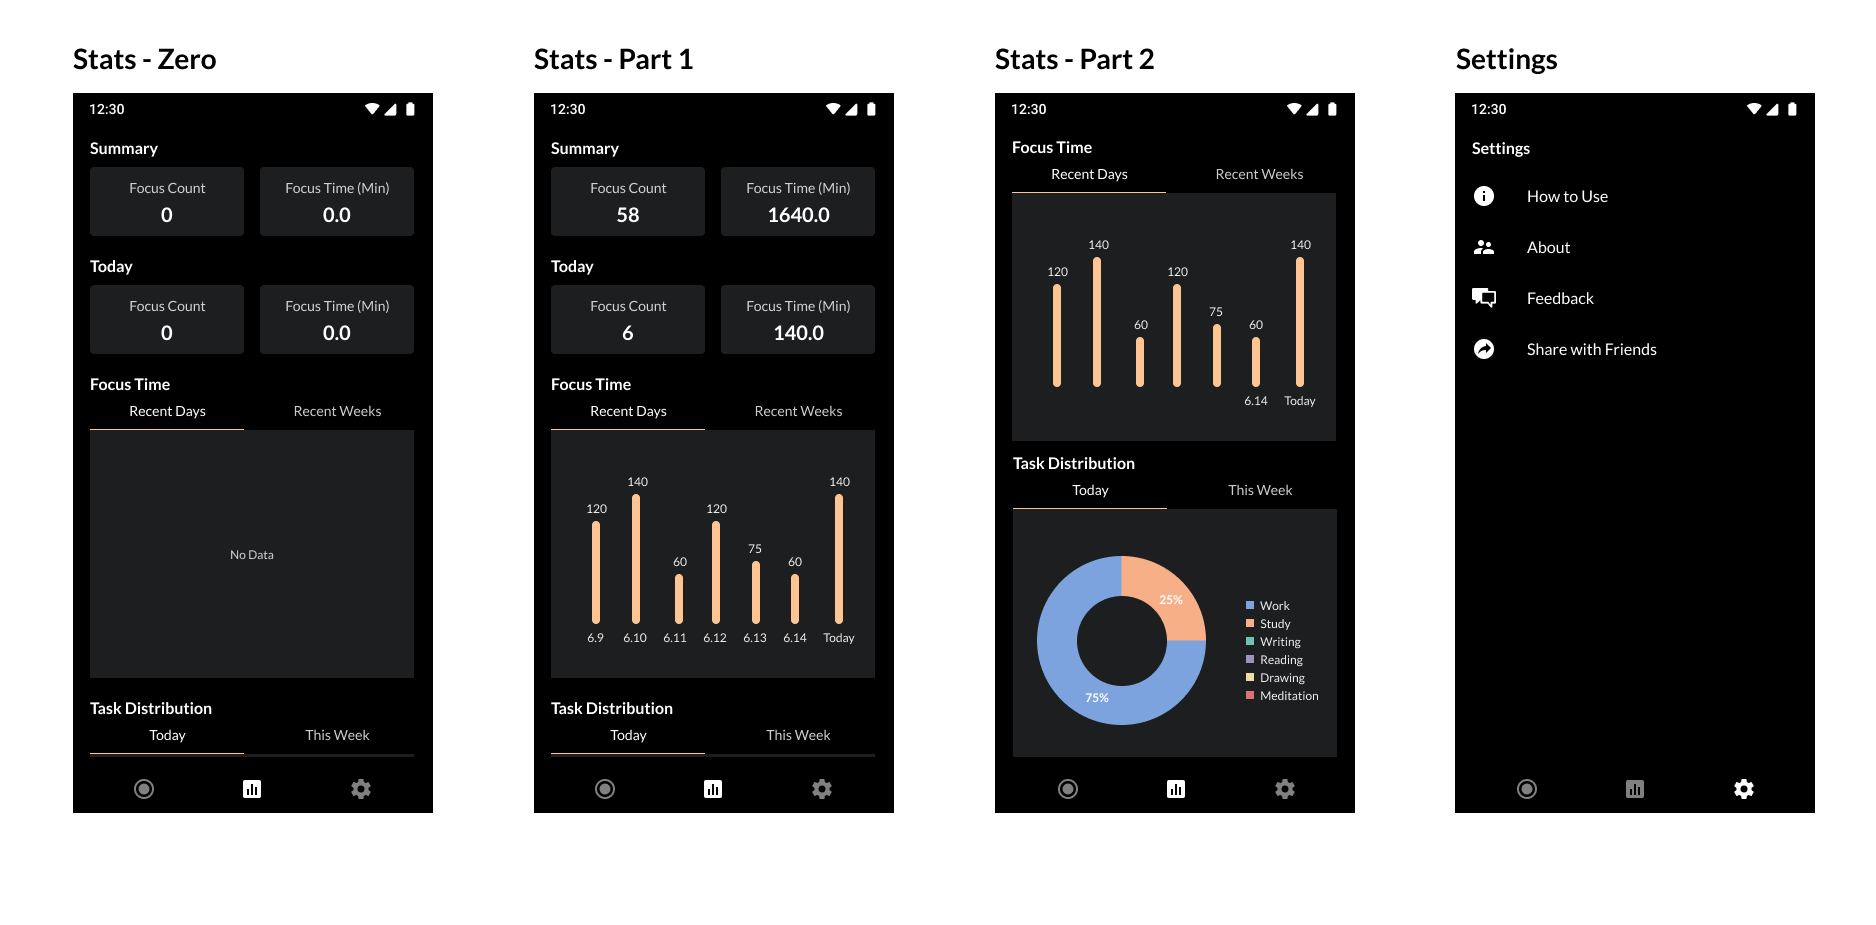 Stats - Zero
12:30
Summary
Focus Count
0
Focus Time (Min)
0.0
Today
Focus Count
0
Focus Time (Min)
0.0
Focus Time
Recent Days
Recent Weeks
No Data
Task Distribution
Today
This Week
Stats - Part 1
12:30
Summary
Focus Count
58
Focus Time (Min)
1640.0
Today
Focus Count
6
Focus Time (Min)
140.0
Focus Time
Recent Days
Recent Weeks
120
140
60
120
75
60
140
6.9
6.10
6.11
6.12
6.13
6.14
Today
Task Distribution
Today
This Week
Stats - Part 2
12:30
Focus Time
Recent Days
Recent Weeks
120
140
60
120
75
60
140
6.14
Today
Task Distribution
Today
This Week
25%
75%
Work
Study
Writing
Reading
Drawing
Meditation
Settings
12:30
Settings
How to Use
About
Feedback
Share with Friends